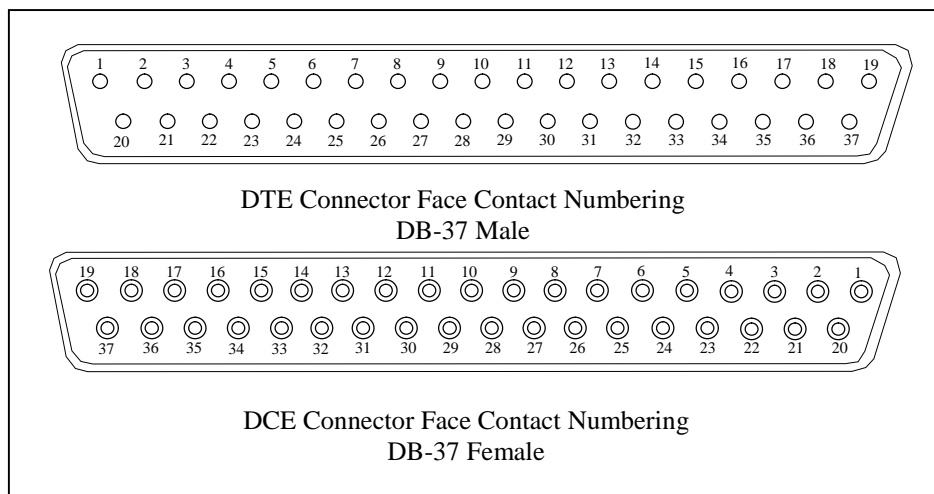 1 2 3 4 5 6 7 8 9 10 11 12 13 14 15 16 17 18 19
20 21 22 23 24 25 26 27 28 29 30 31 32 33 34 35 36 37
DTE Connector Face Contact Numbering
DB-37 Male
19 18 17 16 15 14 13 12 11 10 9 8 7 6 5 4 3 2 1
37 36 35 34 33 32 31 30 29 28 27 26 25 24 23 22 21 20
DCE Connector Face Contact Numbering
DB-37 Female